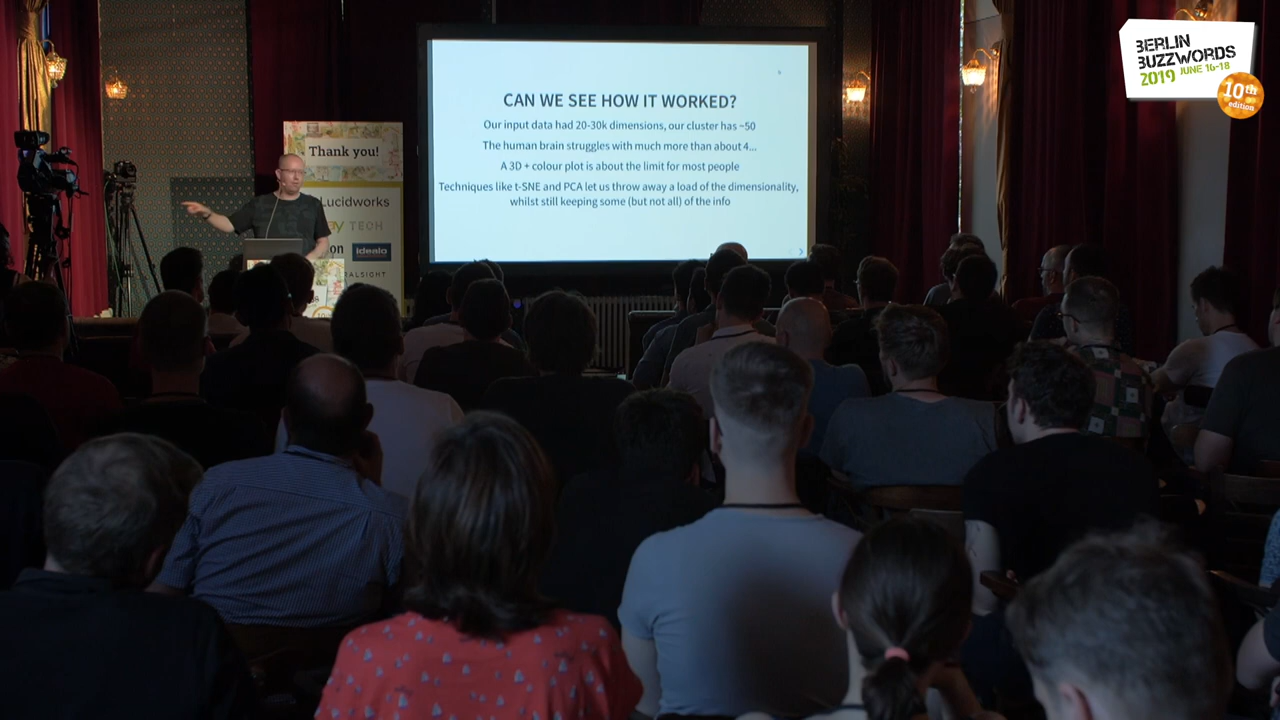 BERLIN
BUZZWORDS
2019 JUNE 16-18
10th
edition
CAN WE SEE HOW IT WORKED?
Our input data had 20-30k dimensions, our cluster has ~50
The human brain struggles with much more than about 4...
A 3D + colour plot is about the limit for most people
Techniques like t-SNE and PCA let us throw away a load of the dimensionality,
whilst still keeping some (but not all) of the info
Thank you!
Lucidworks
TECH
on
idealo
RALSIGHT